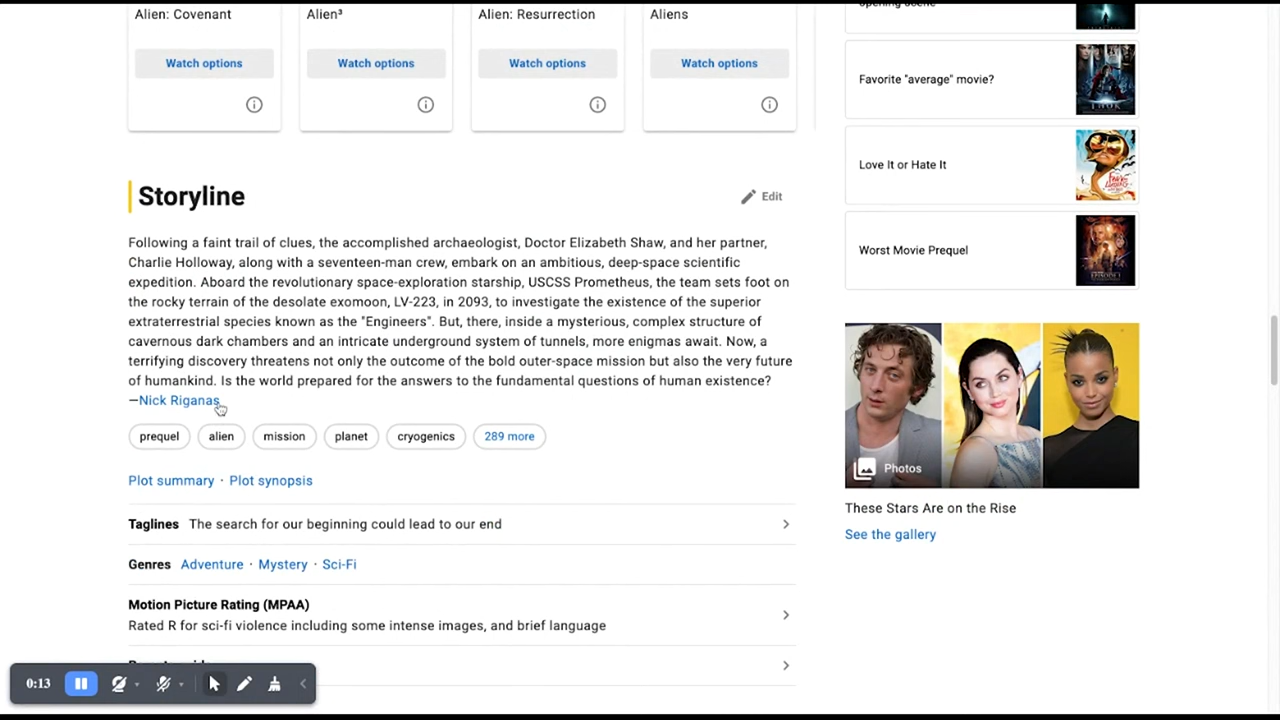 Alien: Covenant
Alien³
Alien: Resurrection
Aliens
Watch options
Watch options
Watch options
Watch options
Storyline
Edit
Following a faint trail of clues, the accomplished archaeologist, Doctor Elizabeth Shaw, and her partner,
Charlie Holloway, along with a seventeen-man crew, embark on an ambitious, deep-space scientific
expedition. Aboard the revolutionary space-exploration starship, USCSS Prometheus, the team sets foot on
the rocky terrain of the desolate exomoon, LV-223, in 2093, to investigate the existence of the superior
extraterrestrial species known as the "Engineers". But, there, inside a mysterious, complex structure of
cavernous dark chambers and an intricate underground system of tunnels, more enigmas await. Now, a
terrifying discovery threatens not only the outcome of the bold outer-space mission but also the very future
of humankind. Is the world prepared for the answers to the fundamental questions of human existence?
—Nick Riganas
prequel
alien
mission
planet
cryogenics
289 more
Plot summary · Plot synopsis
Taglines The search for our beginning could lead to our end
Genres Adventure · Mystery · Sci-Fi
Motion Picture Rating (MPAA)
Rated R for sci-fi violence including some intense images, and brief language
0:13
opening scene
Favorite "average" movie?
THOR
Love It or Hate It
Worst Movie Prequel
Photos
These Stars Are on the Rise
See the gallery